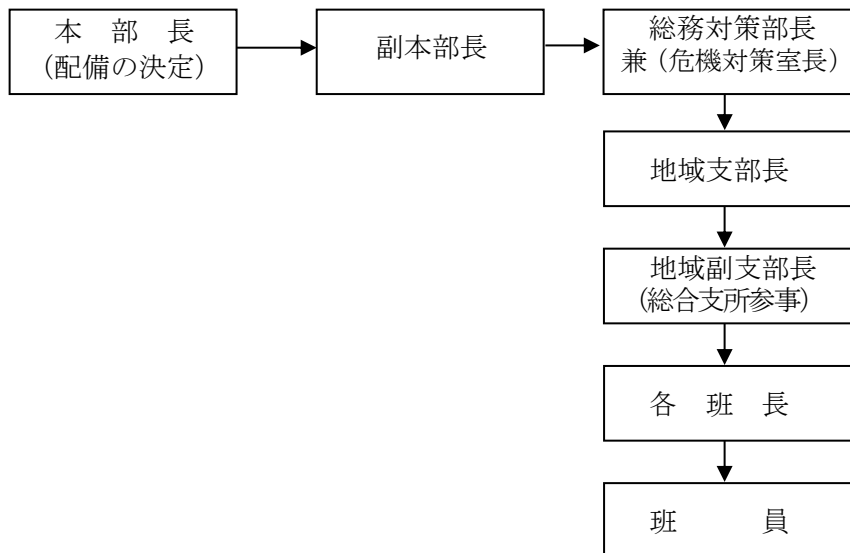 本　部　長
(配備の決定)
副本部長
総務対策部長
兼(危機対策室長)
地域支部長
地域副支部長
(総合支所参事)
各　班　長
班　　　員